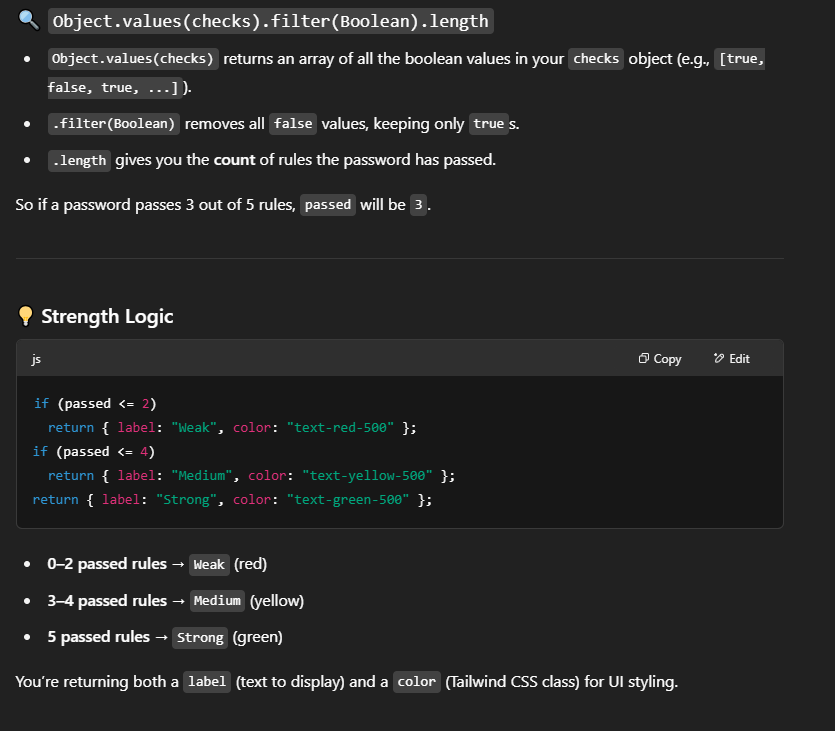 🔍 Object.values(checks).filter(Boolean).length
• Object.values(checks) returns an array of all the boolean values in your checks object (e.g., [true,
false, true, ...]).
• .filter(Boolean) removes all false values, keeping only true s.
• .length gives you the count of rules the password has passed.
So if a password passes 3 out of 5 rules, passed will be 3.
💡 Strength Logic
js Copy Edit
if (passed <= 2)
  return { label: "Weak", color: "text-red-500" };
if (passed <= 4)
  return { label: "Medium", color: "text-yellow-500" };
return { label: "Strong", color: "text-green-500" };
• 0–2 passed rules → Weak (red)
• 3–4 passed rules → Medium (yellow)
• 5 passed rules → Strong (green)
You’re returning both a label (text to display) and a color (Tailwind CSS class) for UI styling.